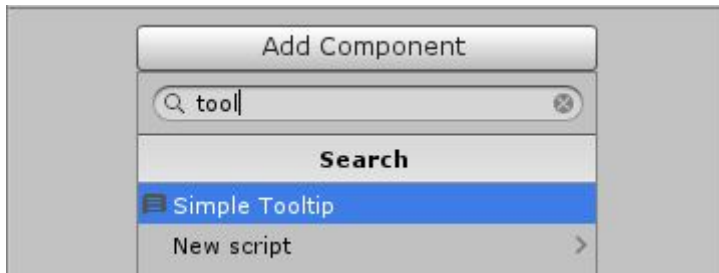 Add Component
tool
Search
Simple Tooltip
New script